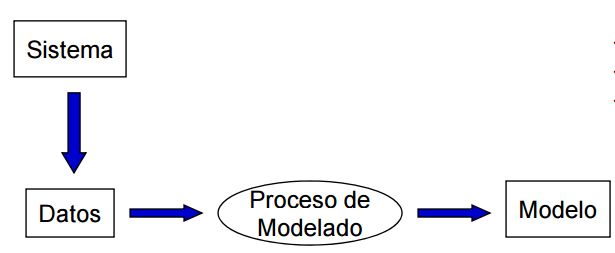 Sistema
Datos
Proceso de
Modelado
Modelo